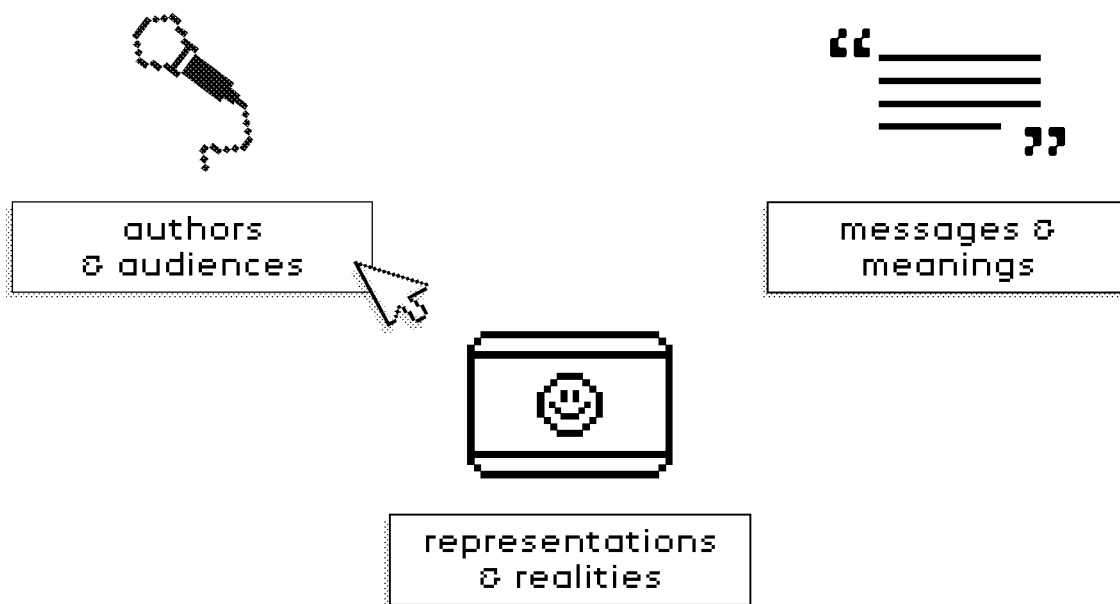 authors
& audiences
messages &
meanings
representations
& realities